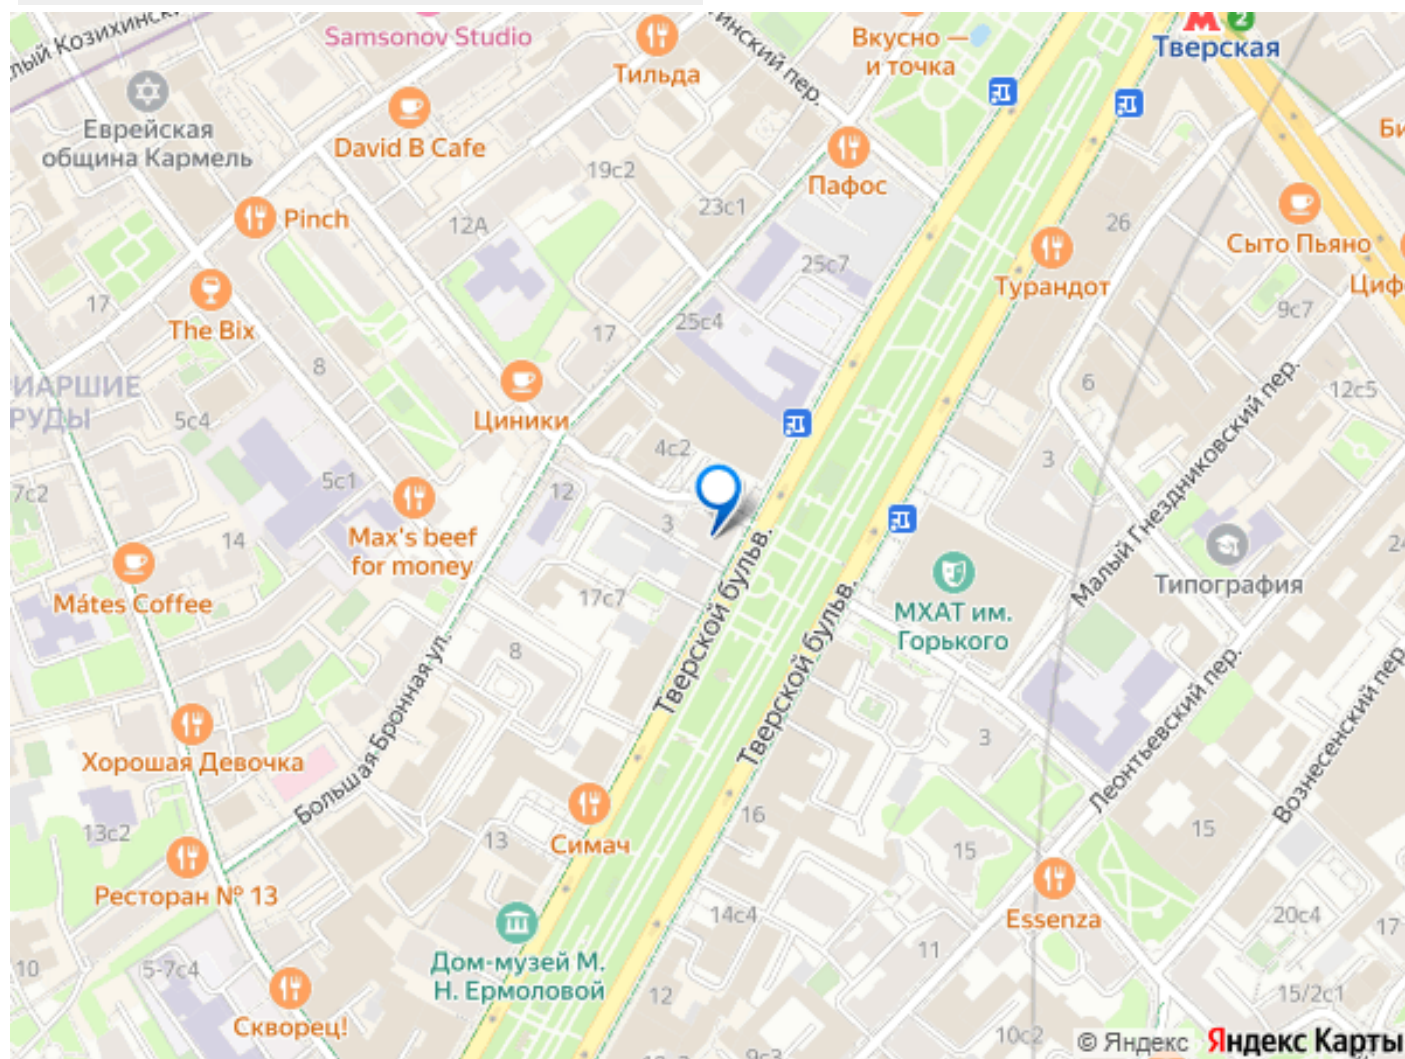 Samsonov Studio
Тильда
Вкусно —
и точка
М
2
Тверская
Еврейская
община Кармель
David B Cafe
19с2
Пафос
23с1
Pinch
12А
25с7
26
Турандот
Сыто Пьяно
9с7
17
The Bix
17
25с4
8
6
12с5
5с4
Циники
4с2
3
7с2
5с1
12
3
14
Max's beef
for money
Малый Гнездниковский пер.
Типография
Mátes Coffee
17с7
МХАТ им.
Горького
Тверской бульв.
Тверской бульв.
8
Большая Бронная ул.
Леонтьевский пер.
Вознесенский пер.
3
Хорошая Девочка
13с2
13
Симач
16
15
15
Ресторан № 13
Essenza
14с4
20с4
17
11
Дом-музей М.
Н. Ермоловой
10
5-7с4
12
15/2с1
Скворец!
10с2
9с3
© Яндекс
Яндекс Карты